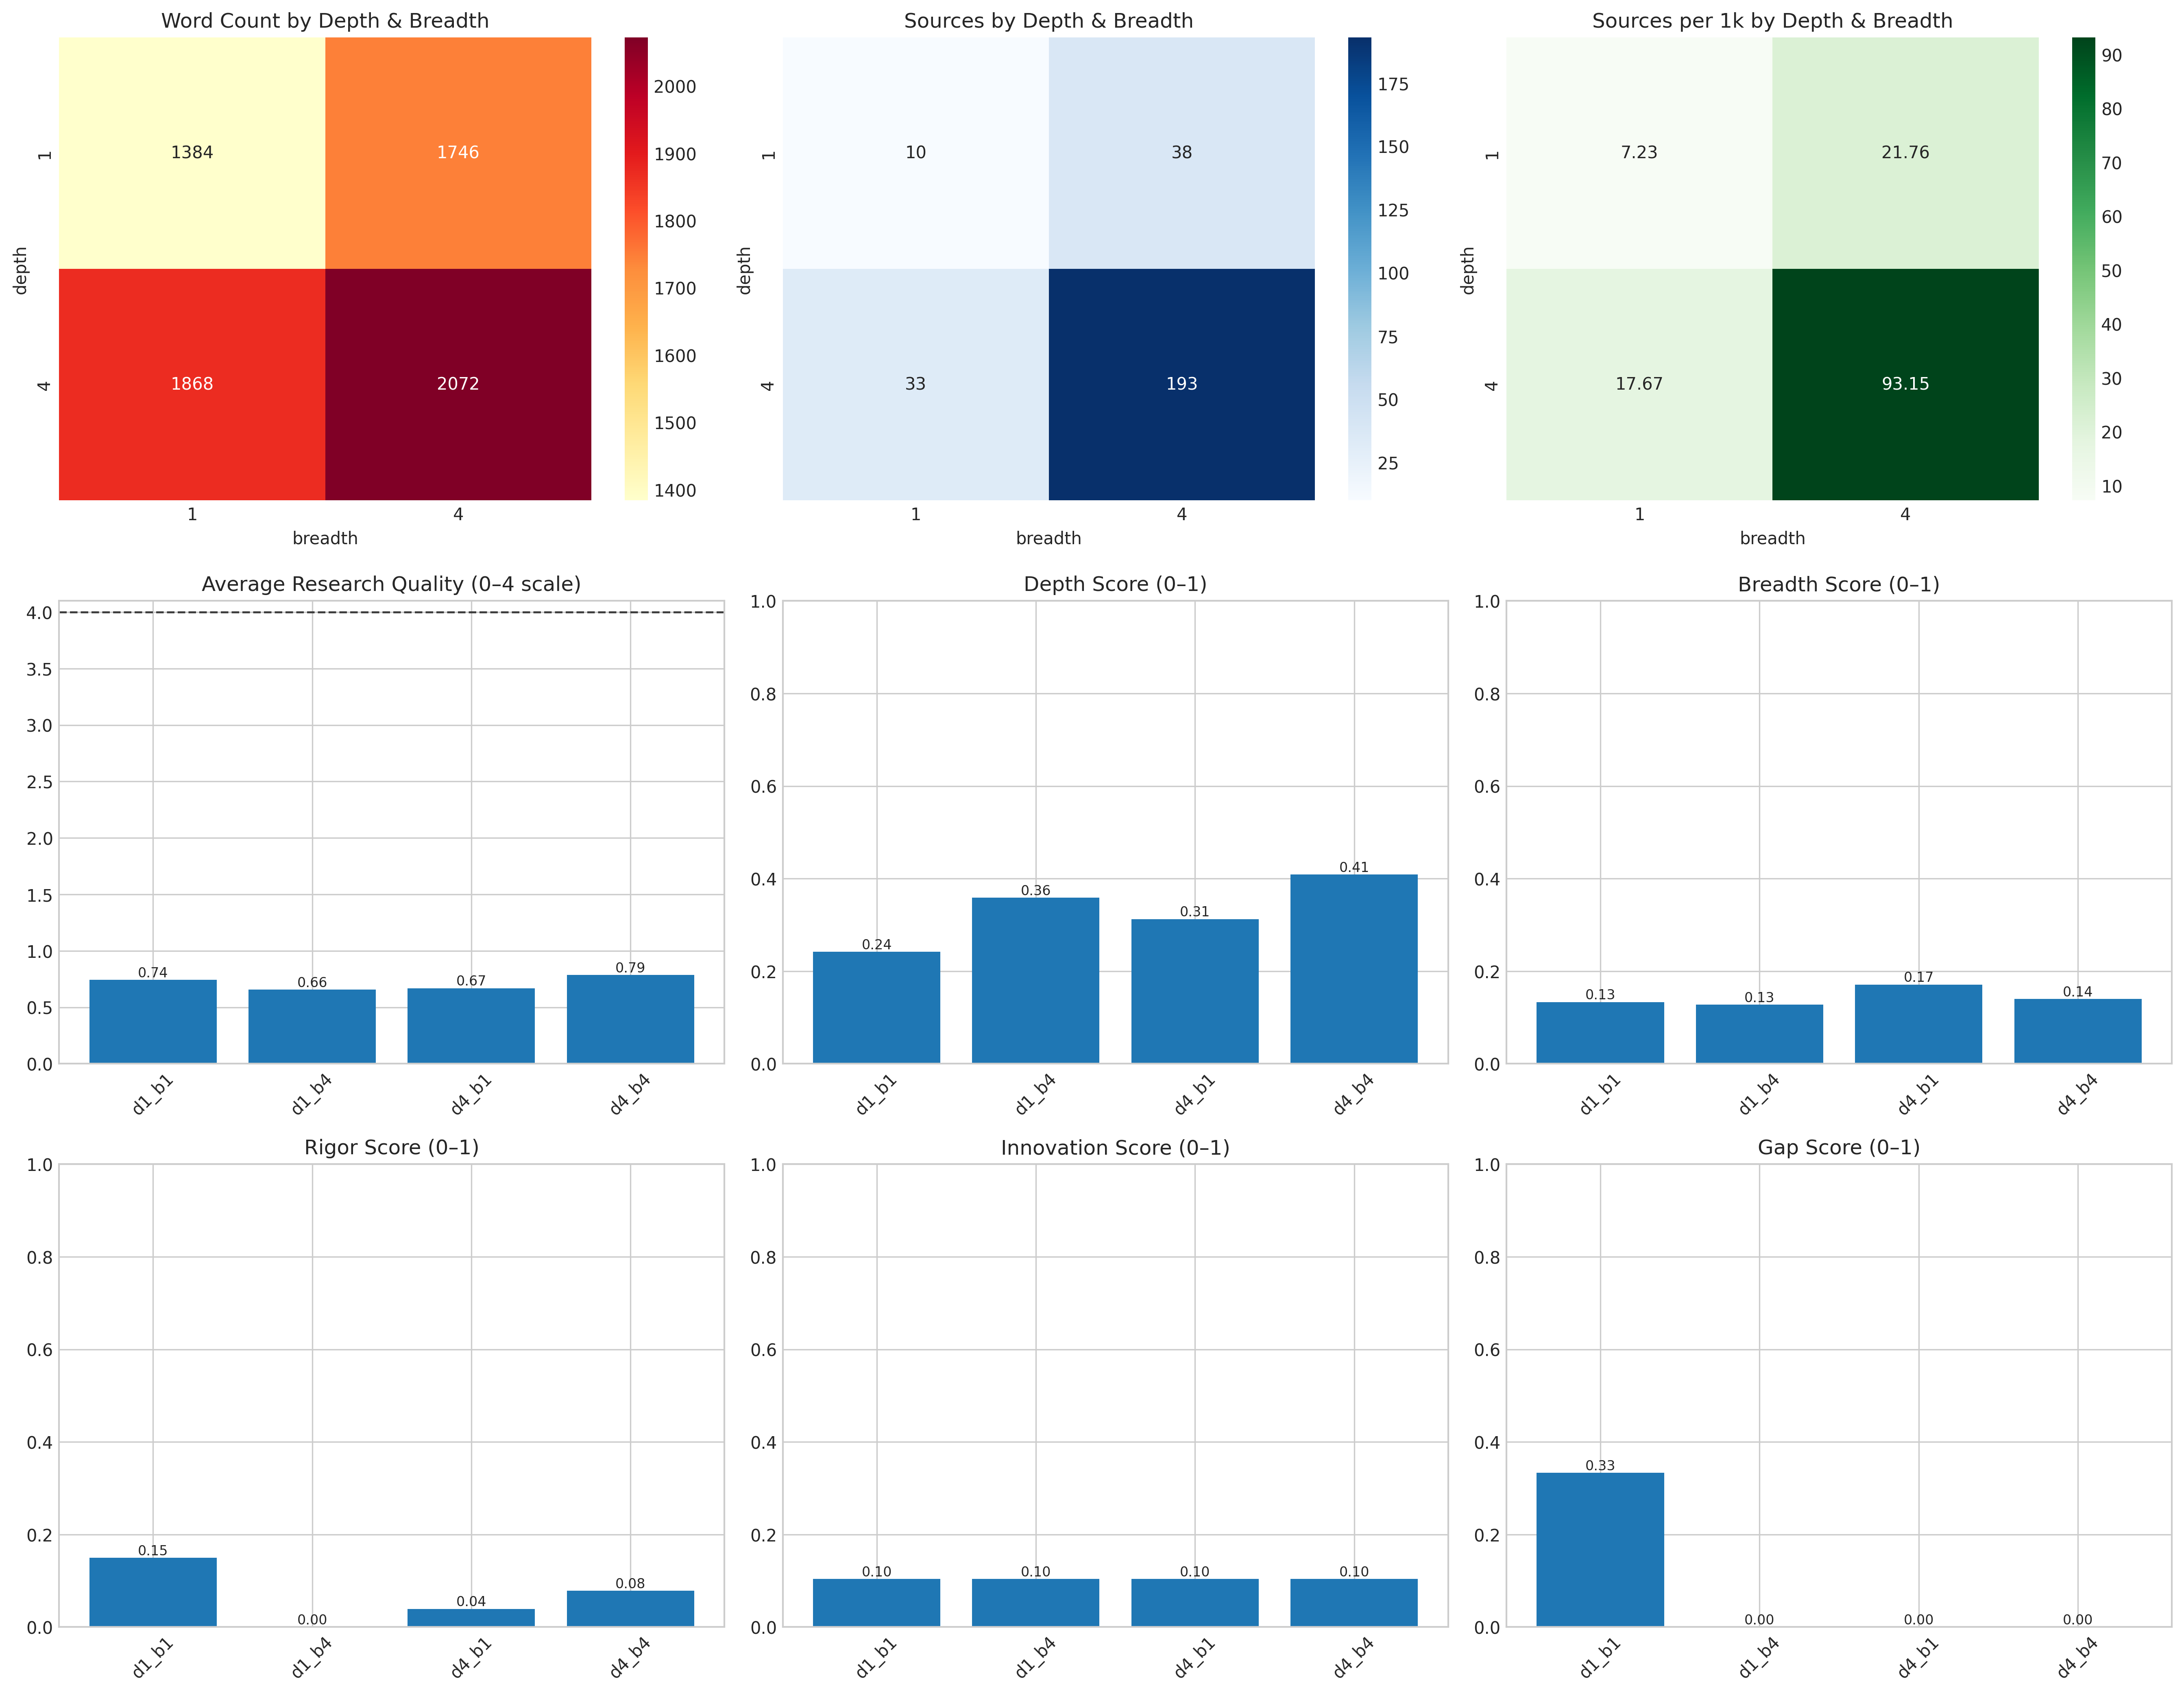 Word Count by Depth & Breadth
1384
1746
1868
2072
1
4
depth
1
4
breadth
2000
1900
1800
1700
1600
1500
1400
Sources by Depth & Breadth
10
38
33
193
1
4
depth
1
4
breadth
175
150
125
100
75
50
25
Sources per 1k by Depth & Breadth
7.23
21.76
17.67
93.15
1
4
depth
1
4
breadth
90
80
70
60
50
40
30
20
10
Average Research Quality (0–4 scale)
4.0
3.5
3.0
2.5
2.0
1.5
1.0
0.5
0.0
0.74
0.66
0.67
0.79
d1_b1
d1_b4
d4_b1
d4_b4
Depth Score (0–1)
1.0
0.8
0.6
0.4
0.2
0.0
0.24
0.36
0.31
0.41
d1_b1
d1_b4
d4_b1
d4_b4
Breadth Score (0–1)
1.0
0.8
0.6
0.4
0.2
0.0
0.13
0.13
0.17
0.14
d1_b1
d1_b4
d4_b1
d4_b4
Rigor Score (0–1)
1.0
0.8
0.6
0.4
0.2
0.0
0.15
0.00
0.04
0.08
d1_b1
d1_b4
d4_b1
d4_b4
Innovation Score (0–1)
1.0
0.8
0.6
0.4
0.2
0.0
0.10
0.10
0.10
0.10
d1_b1
d1_b4
d4_b1
d4_b4
Gap Score (0–1)
1.0
0.8
0.6
0.4
0.2
0.0
0.33
0.00
0.00
0.00
d1_b1
d1_b4
d4_b1
d4_b4